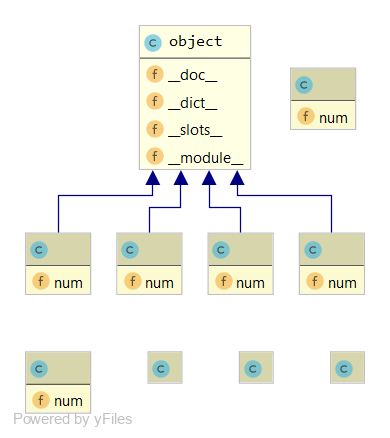 C object
f __doc__
f __dict__
f __slots__
f __module__
C
f num
C
f num
C
f num
C
f num
C
f num
C
f num
C
C
C
Powered by yFiles